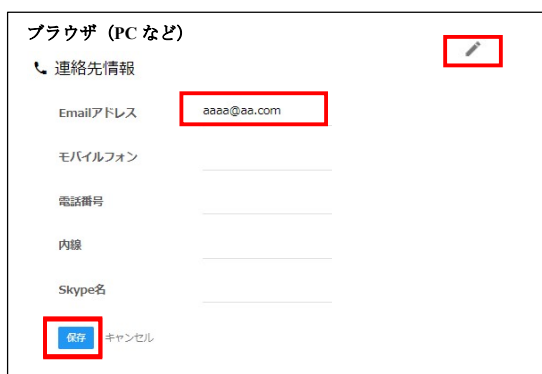 ブラウザ（PC など）
連絡先情報
Emailアドレス aaaa@aa.com
モバイルフォン
電話番号
内線
Skype名
保存 キャンセル